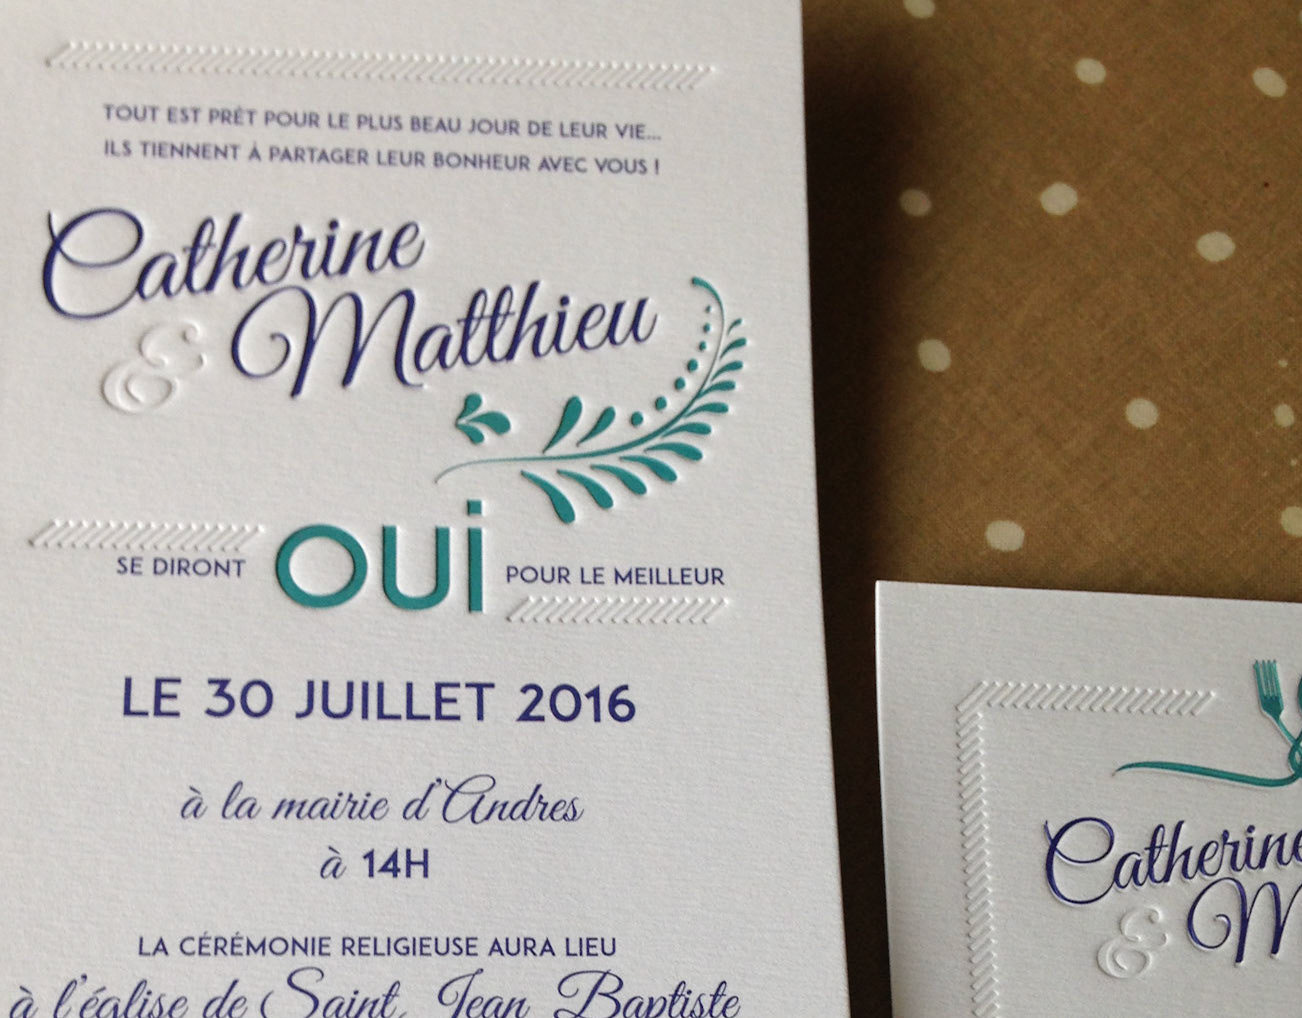 TOUT EST PRÊT POUR LE PLUS BEAU JOUR DE LEUR VIE...
ILS TIENNENT À PARTAGER LEUR BONHEUR AVEC VOUS !
Catherine
& Matthieu
SE DIRONT OUI POUR LE MEILLEUR
LE 30 JUILLET 2016
à la mairie d'Andres
à 14H
LA CÉRÉMONIE RELIGIEUSE AURA LIEU
à l'église de Saint Jean Baptiste
Catherine
& M